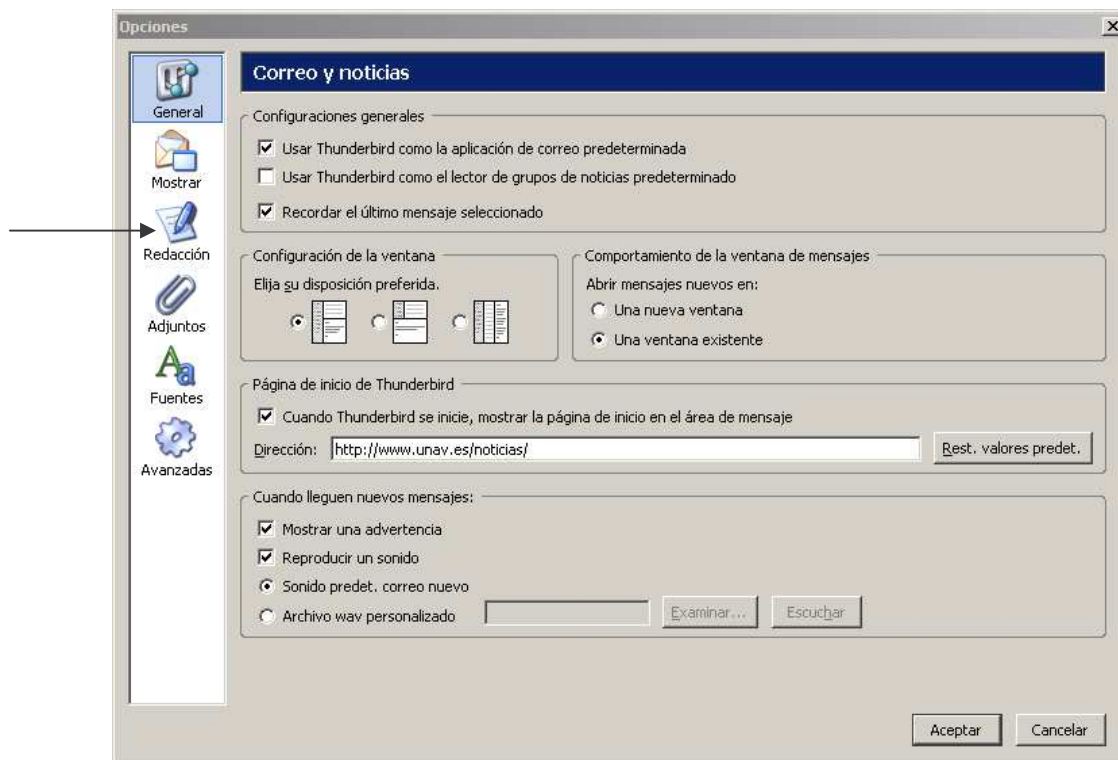 Opciones
General
Mostrar
Redacción
Adjuntos
Fuentes
Avanzadas
Correo y noticias
Configuraciones generales
Usar Thunderbird como la aplicación de correo predeterminada
Usar Thunderbird como el lector de grupos de noticias predeterminado
Recordar el último mensaje seleccionado
Configuración de la ventana
Elija su disposición preferida.
Comportamiento de la ventana de mensajes
Abrir mensajes nuevos en:
Una nueva ventana
Una ventana existente
Página de inicio de Thunderbird
Cuando Thunderbird se inicie, mostrar la página de inicio en el área de mensaje
Dirección: http://www.unav.es/noticias/ Rest. valores predet.
Cuando lleguen nuevos mensajes:
Mostrar una advertencia
Reproducir un sonido
Sonido predet. correo nuevo
Archivo wav personalizado Examinar... Escuchar
Aceptar Cancelar